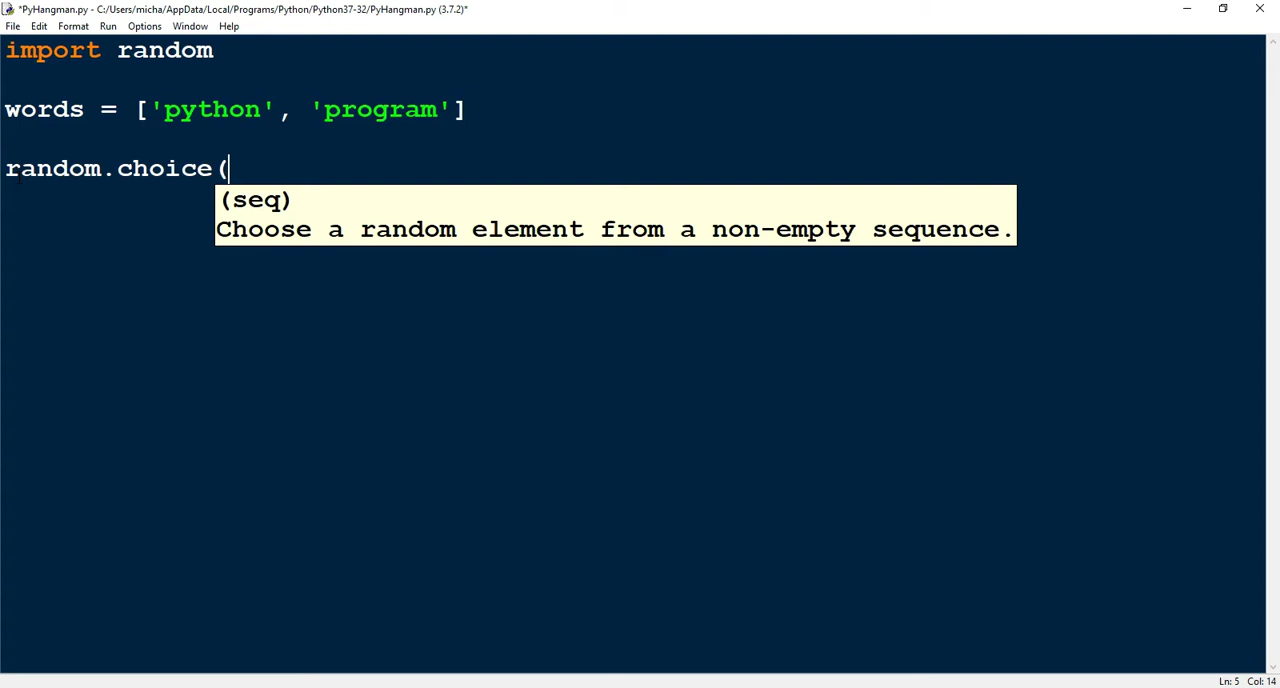 *PyHangman.py - C:/Users/micha/AppData/Local/Programs/Python/Python37-32/PyHangman.py (3.7.2)*
File Edit Format Run Options Window Help
import random
words = ['python', 'program']
random.choice(
(seq)
Choose a random element from a non-empty sequence.
Ln: 5 Col: 14